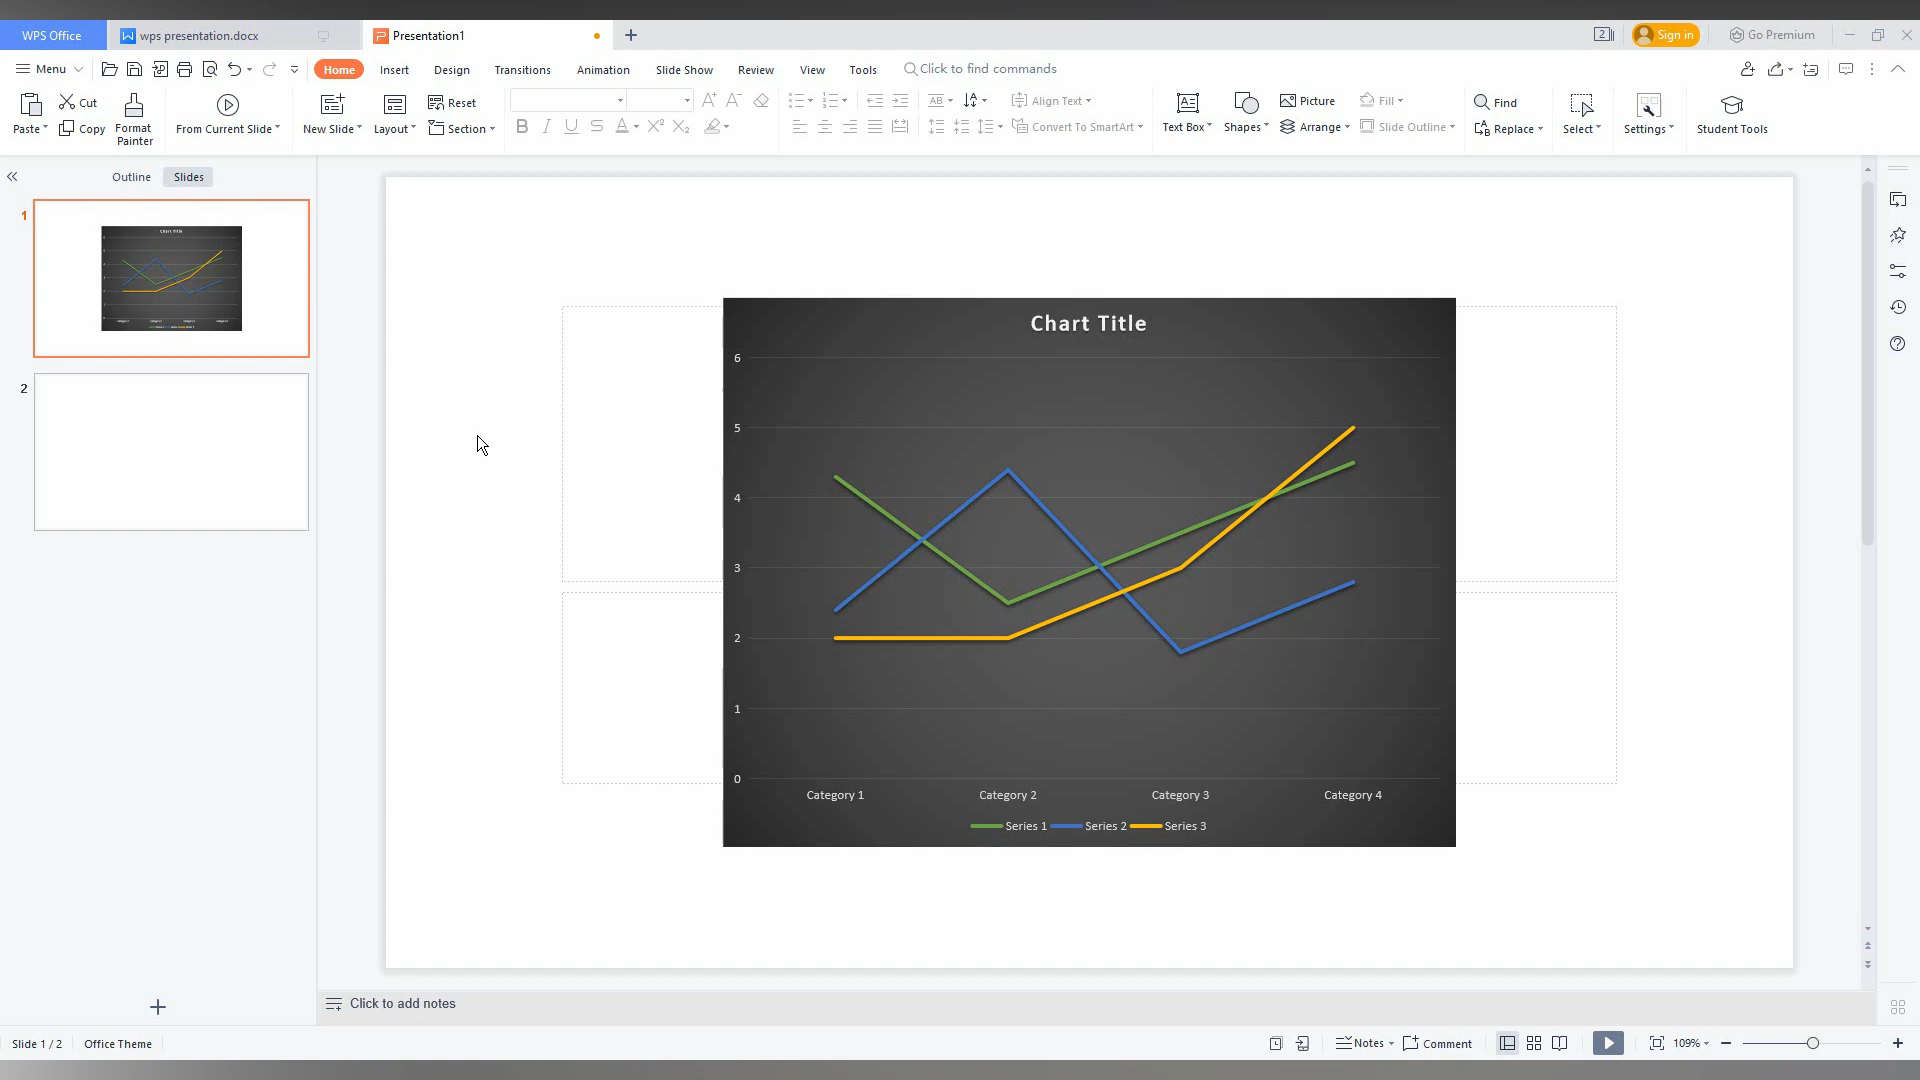 WPS Office
wps presentation.docx
Presentation1
2
Sign in
Go Premium
Menu
Home
Insert
Design
Transitions
Animation
Slide Show
Review
View
Tools
Click to find commands
Paste
Cut
Copy
Format
Painter
From Current Slide
New Slide
Layout
Reset
Section
Align Text
Convert To SmartArt
Text Box
Shapes
Picture
Arrange
Fill
Slide Outline
Find
Replace
Select
Settings
Student Tools
Outline
Slides
1
2
Chart Title
6
5
4
3
2
1
0
Category 1
Category 2
Category 3
Category 4
Series 1
Series 2
Series 3
Click to add notes
Slide 1 / 2
Office Theme
Notes
Comment
109%